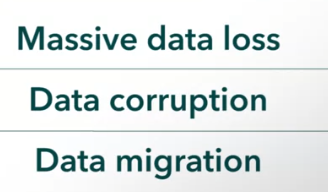 Massive data loss
Data corruption
Data migration